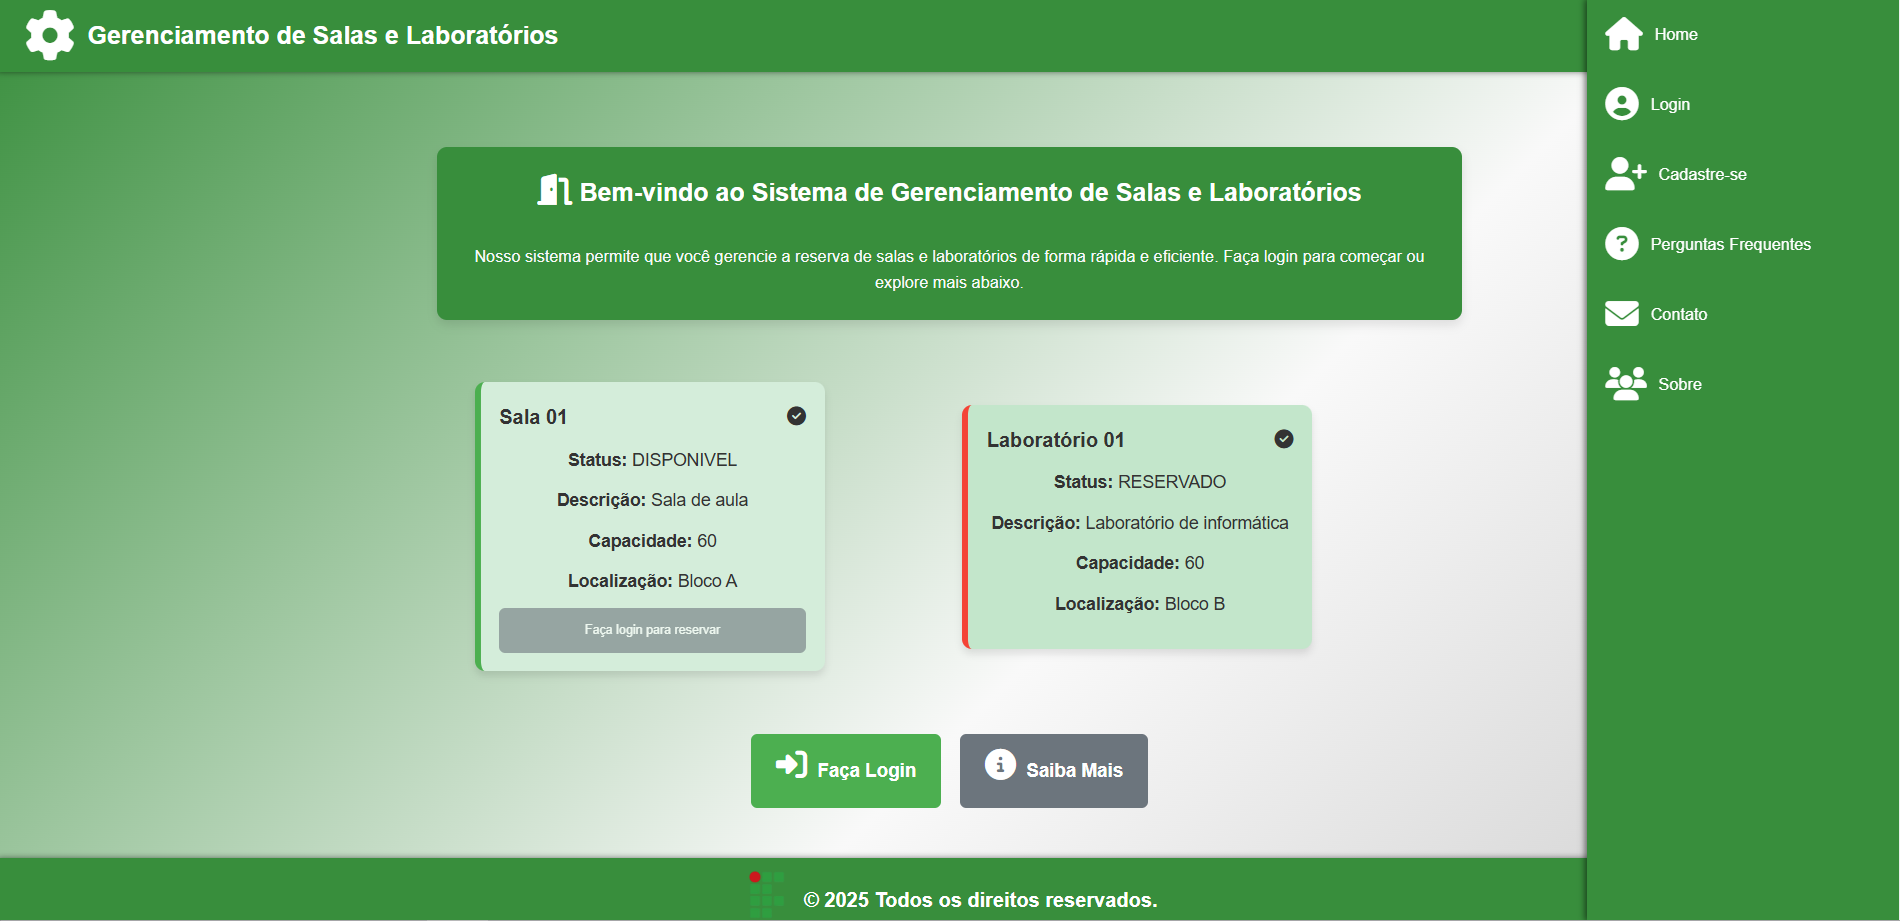 Gerenciamento de Salas e Laboratórios
Home
Login
Cadastre-se
Perguntas Frequentes
Contato
Sobre
Bem-vindo ao Sistema de Gerenciamento de Salas e Laboratórios
Nosso sistema permite que você gerencie a reserva de salas e laboratórios de forma rápida e eficiente. Faça login para começar ou
explore mais abaixo.
Sala 01
Status: DISPONIVEL
Descrição: Sala de aula
Capacidade: 60
Localização: Bloco A
Faça login para reservar
Laboratório 01
Status: RESERVADO
Descrição: Laboratório de informática
Capacidade: 60
Localização: Bloco B
Faça Login
Saiba Mais
© 2025 Todos os direitos reservados.